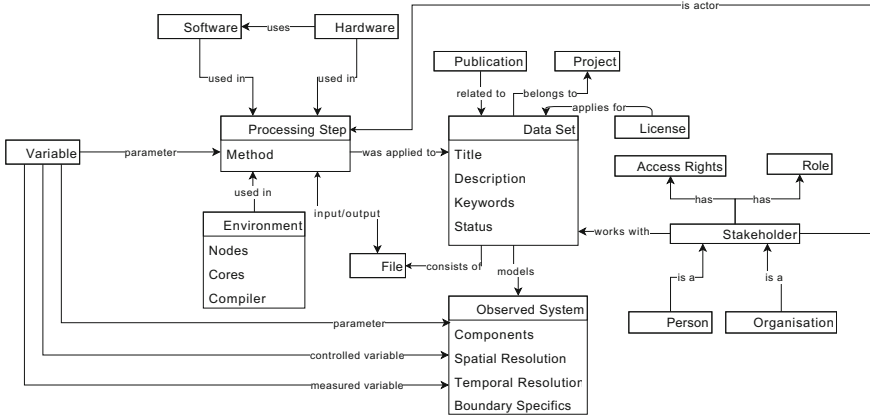 is actor
Software
uses
Hardware
used in
used in
Publication
Project
related to
belongs to
applies for
License
Processing Step
Method
Data Set
Title
Description
Keywords
Status
Variable
parameter
was applied to
Access Rights
Role
has
has
used in
Environment
Nodes
Cores
Compiler
input/output
File
consists of
works with
Stakeholder
models
is a
is a
Person
Organisation
Observed System
Components
Spatial Resolution
Temporal Resolution
Boundary Specifics
parameter
controlled variable
measured variable